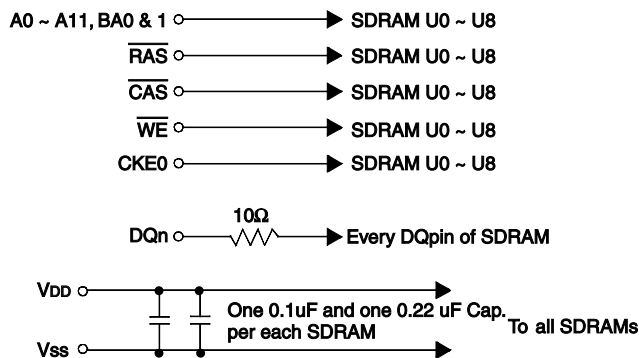 A0 ~ A11, BA0 & 1 SDRAM U0 ~ U8
RAS SDRAM U0 ~ U8
CAS SDRAM U0 ~ U8
WE SDRAM U0 ~ U8
CKE0 SDRAM U0 ~ U8
10Ω
DQn Every DQpin of SDRAM
VDD
One 0.1uF and one 0.22 uF Cap.
per each SDRAM
To all SDRAMs
Vss